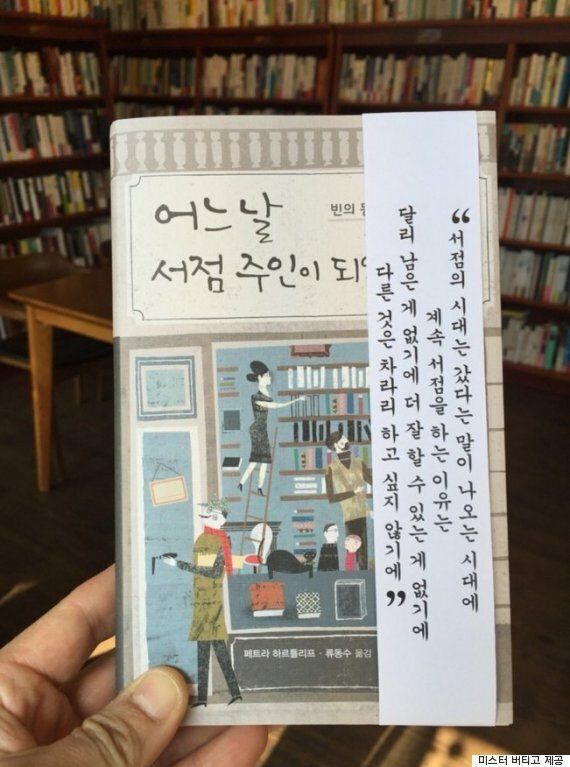 어느 날
빈의
서점 주인이 되
페트라 하르틀리프 · 류동수 옮김
“서점의 시대는 갔다는 말이 나오는 시대에
계속 서점을 하는 이유는
달리 남은 게 없기에 더 잘 할 수 있는 게 없기에
다른 것은 차라리 하고 싶지 않기에”
미스터 버티고 제공